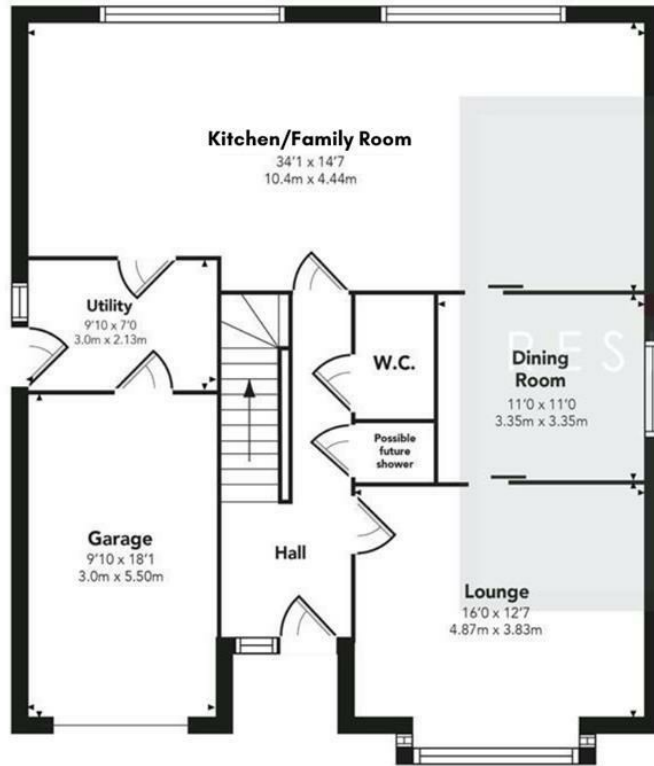 Kitchen/Family Room
34'1 x 14'7
10.4m x 4.44m
Utility
9'10 x 7'0
3.0m x 2.13m
W.C.
Dining
Room
11'0 x 11'0
3.35m x 3.35m
Possible
future
shower
Garage
9'10 x 18'1
3.0m x 5.50m
Hall
Lounge
16'0 x 12'7
4.87m x 3.83m